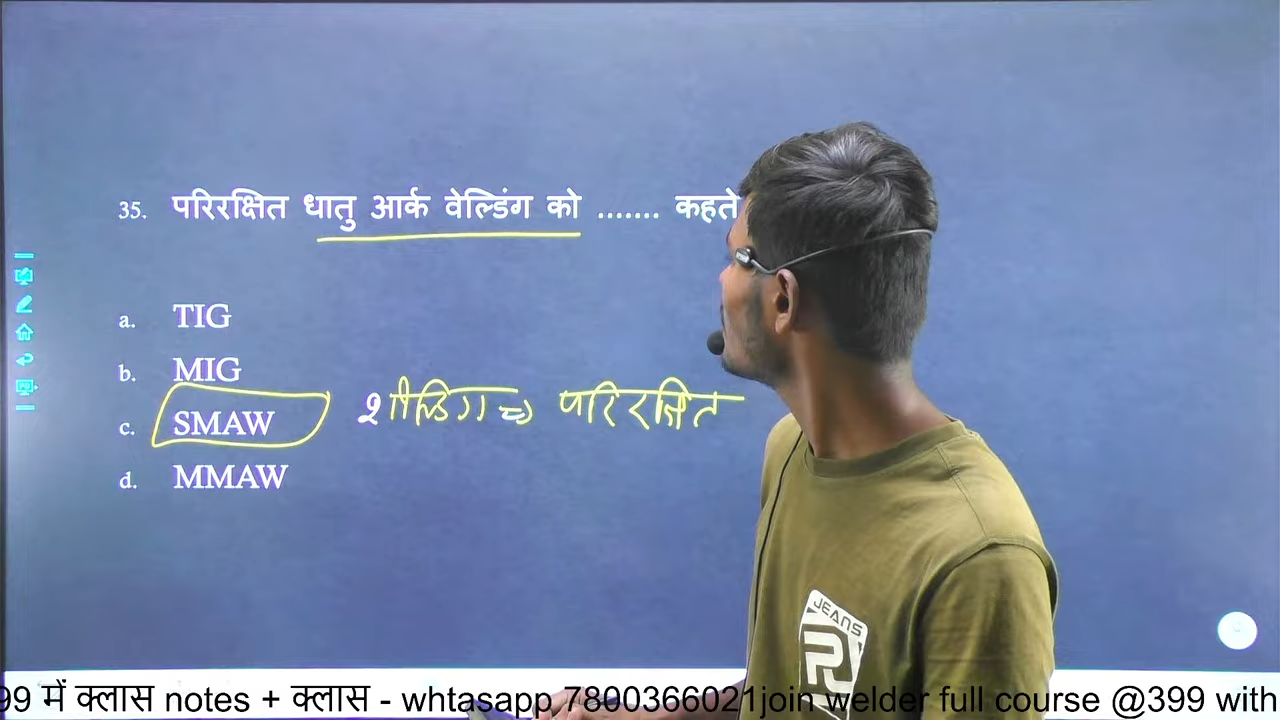 35. परिरक्षित धातु आर्क वेल्डिंग को ....... कहते
a. TIG
b. MIG
c. SMAW शील्डिंग => परिरक्षित
d. MMAW
JEANS
99 में क्लास notes + क्लास - whtasapp 7800366021join welder full course @399 with